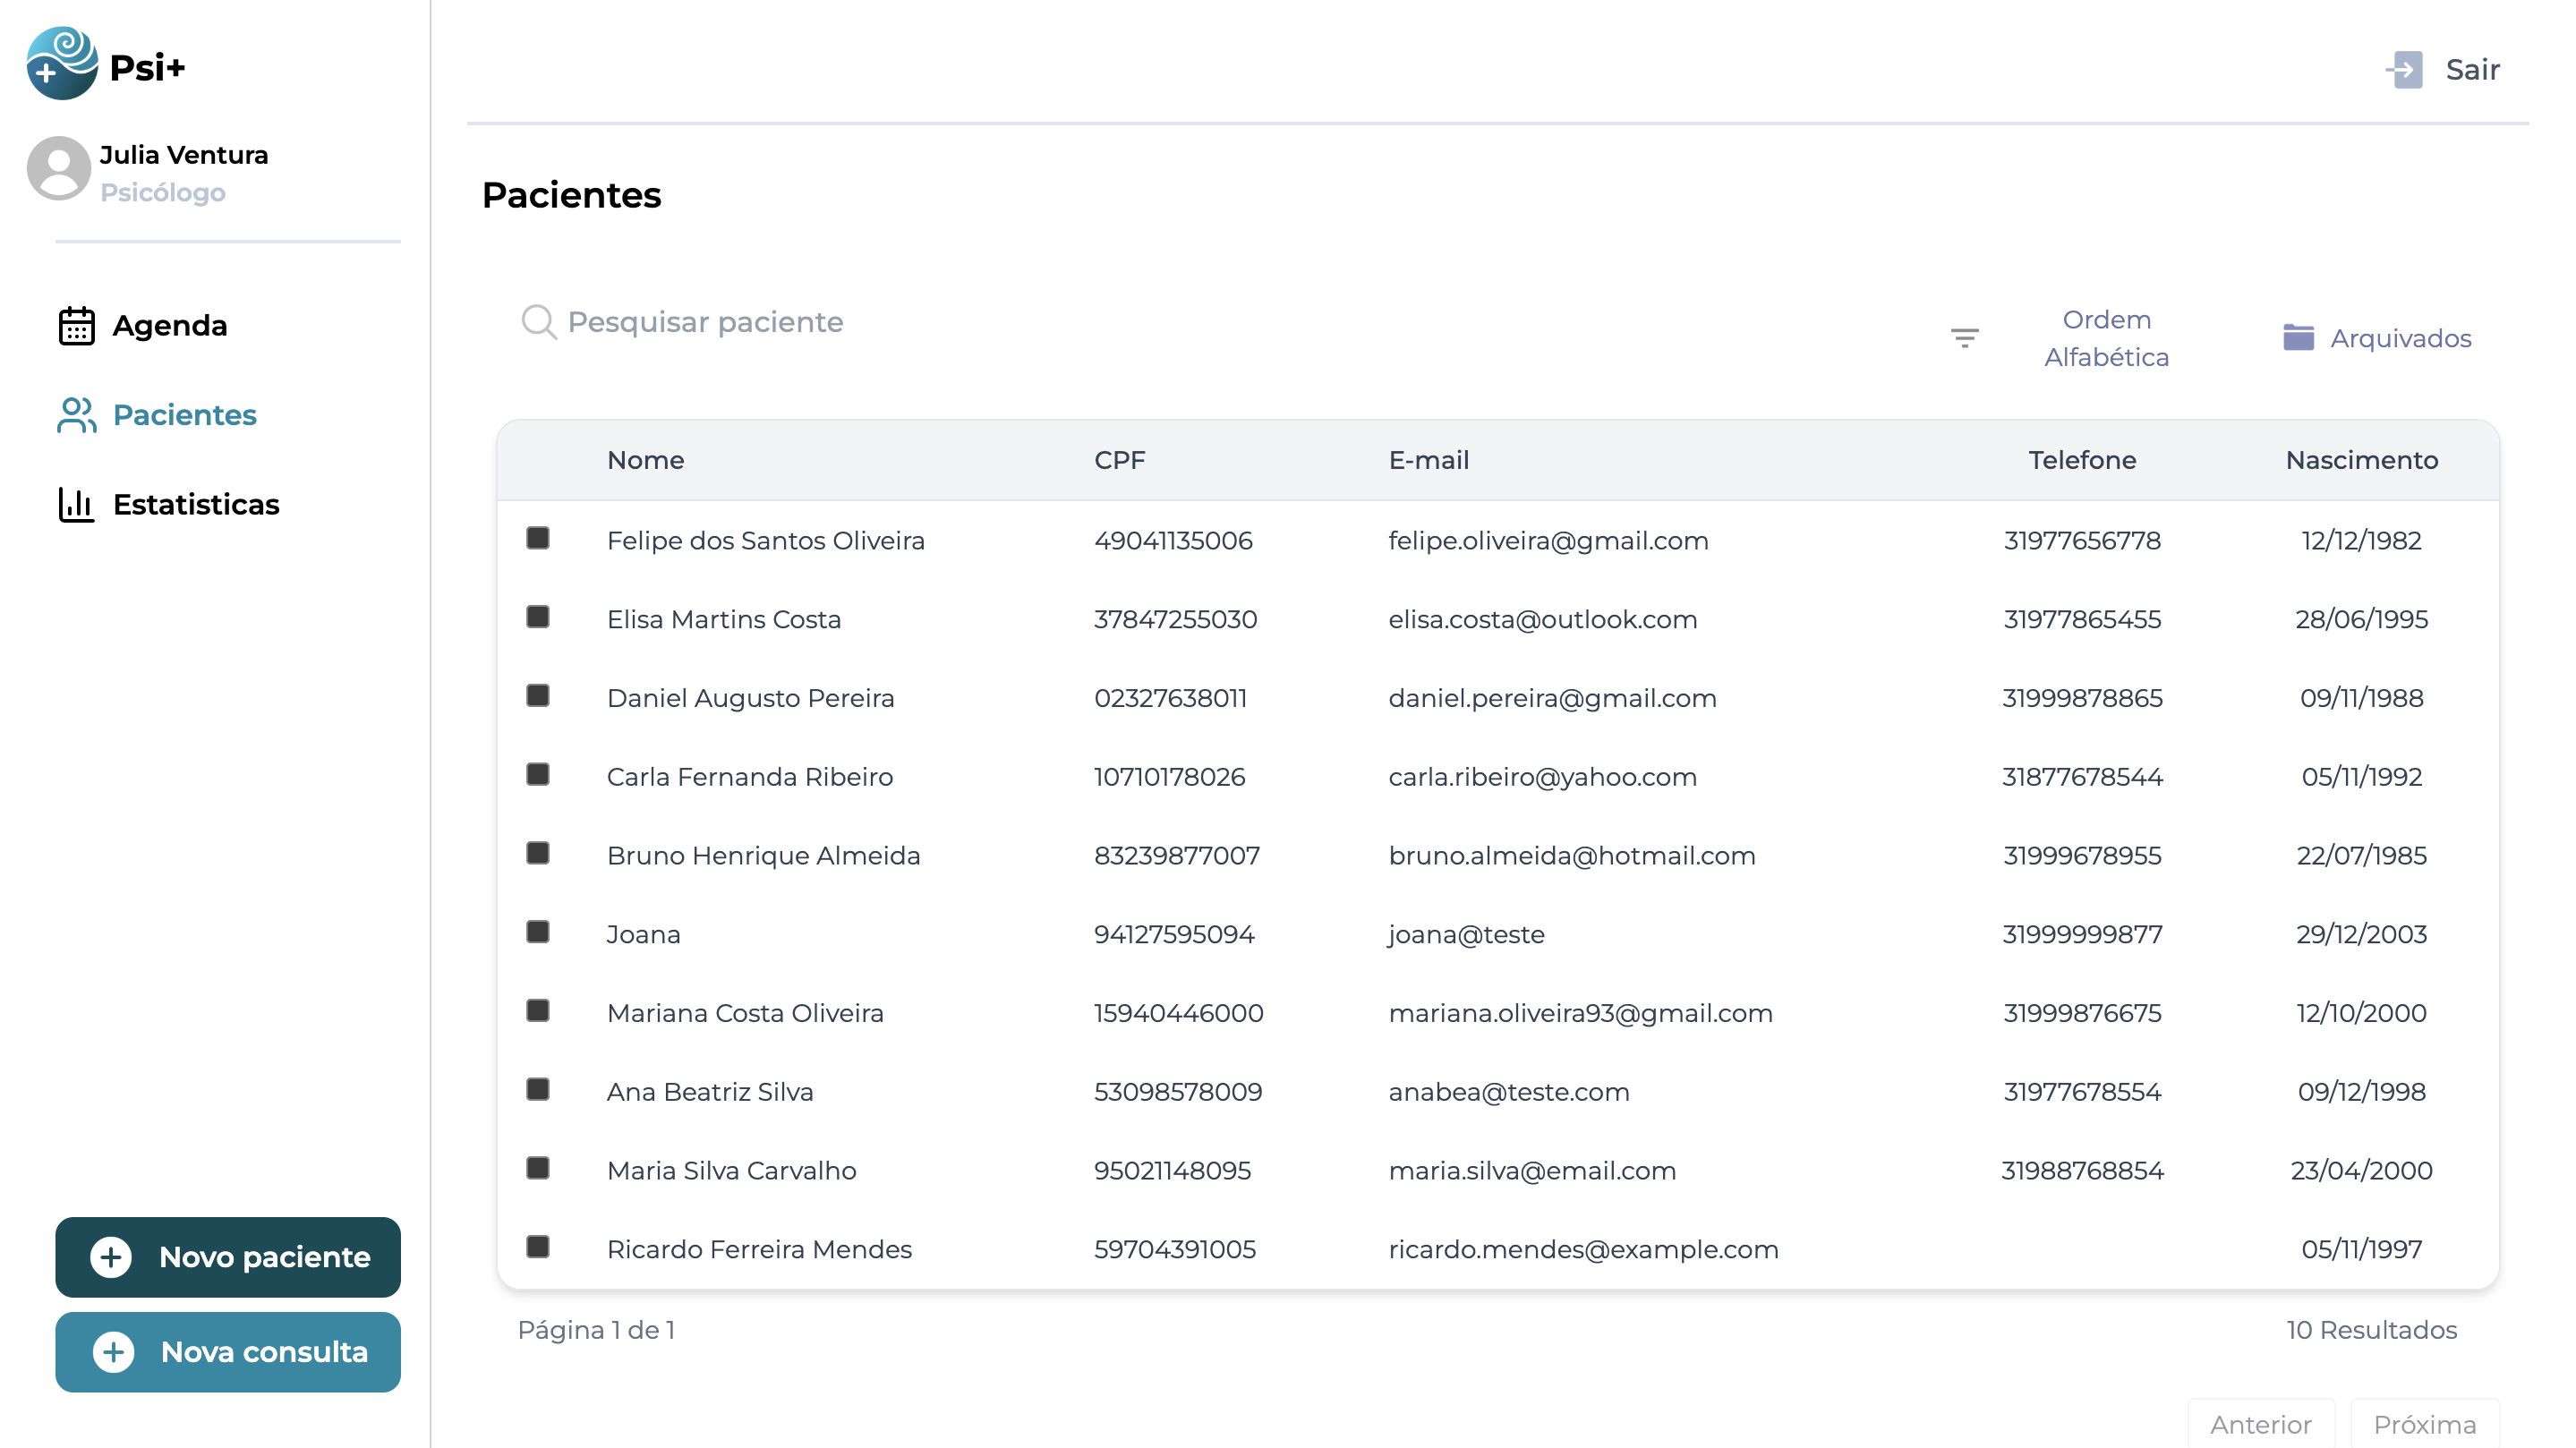 Psi+
Julia Ventura
Psicólogo
Agenda
Pacientes
Estatisticas
Novo paciente
Nova consulta
Sair
Pacientes
Pesquisar paciente
Ordem
Alfabética
Arquivados
Nome CPF E-mail Telefone Nascimento
Felipe dos Santos Oliveira 49041135006 felipe.oliveira@gmail.com 31977656778 12/12/1982
Elisa Martins Costa 37847255030 elisa.costa@outlook.com 31977865455 28/06/1995
Daniel Augusto Pereira 02327638011 daniel.pereira@gmail.com 31999878865 09/11/1988
Carla Fernanda Ribeiro 10710178026 carla.ribeiro@yahoo.com 31877678544 05/11/1992
Bruno Henrique Almeida 83239877007 bruno.almeida@hotmail.com 31999678955 22/07/1985
Joana 94127595094 joana@teste 31999999877 29/12/2003
Mariana Costa Oliveira 15940446000 mariana.oliveira93@gmail.com 31999876675 12/10/2000
Ana Beatriz Silva 53098578009 anabea@teste.com 31977678554 09/12/1998
Maria Silva Carvalho 95021148095 maria.silva@email.com 31988768854 23/04/2000
Ricardo Ferreira Mendes 59704391005 ricardo.mendes@example.com 05/11/1997
Página 1 de 1 10 Resultados
Anterior Próxima